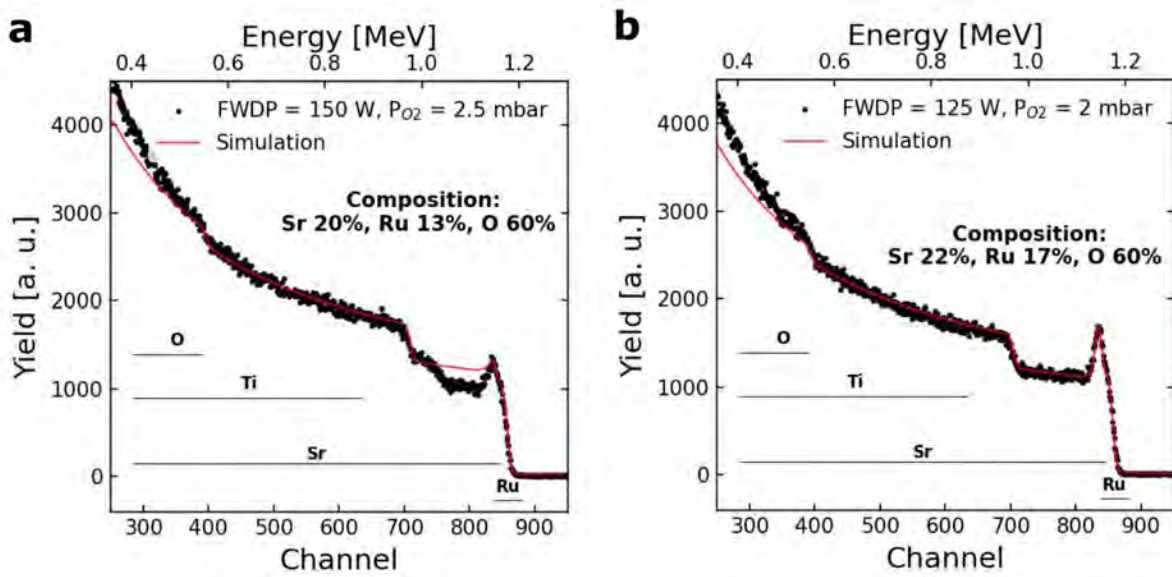 a
Energy [MeV]
0.4 0.6 0.8 1.0 1.2
FWDP = 150 W, P_O2 = 2.5 mbar
Simulation
Composition:
Sr 20%, Ru 13%, O 60%
O
Ti
Sr
Ru
Yield [a. u.]
4000
3000
2000
1000
0
300 400 500 600 700 800 900
Channel
b
Energy [MeV]
0.4 0.6 0.8 1.0 1.2
FWDP = 125 W, P_O2 = 2 mbar
Simulation
Composition:
Sr 22%, Ru 17%, O 60%
O
Ti
Sr
Ru
Yield [a. u.]
4000
3000
2000
1000
0
300 400 500 600 700 800 900
Channel